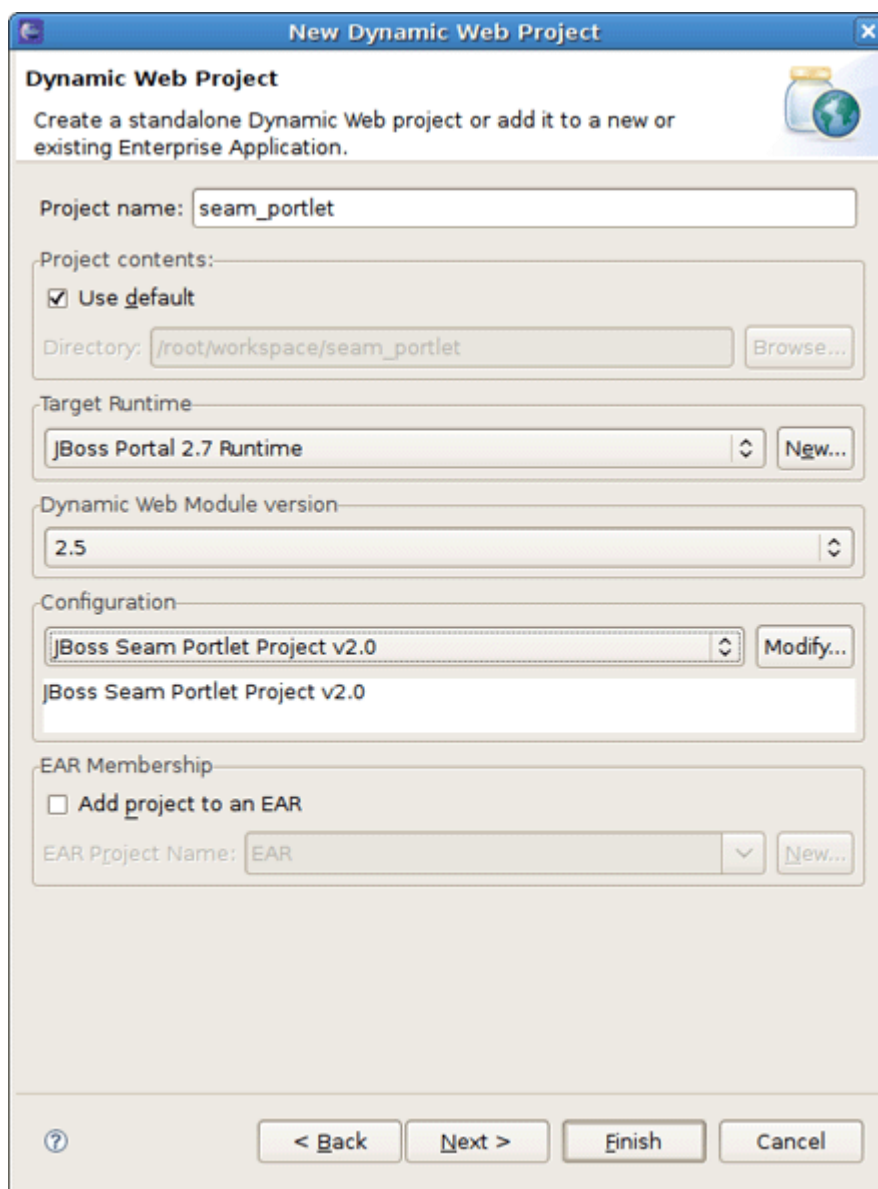 New Dynamic Web Project
Dynamic Web Project
Create a standalone Dynamic Web project or add it to a new or
existing Enterprise Application.
Project name: seam_portlet
Project contents:
Use default
Directory: /root/workspace/seam_portlet Browse...
Target Runtime
JBoss Portal 2.7 Runtime New...
Dynamic Web Module version
2.5
Configuration
JBoss Seam Portlet Project v2.0 Modify...
JBoss Seam Portlet Project v2.0
EAR Membership
Add project to an EAR
EAR Project Name: EAR New...
< Back Next > Finish Cancel